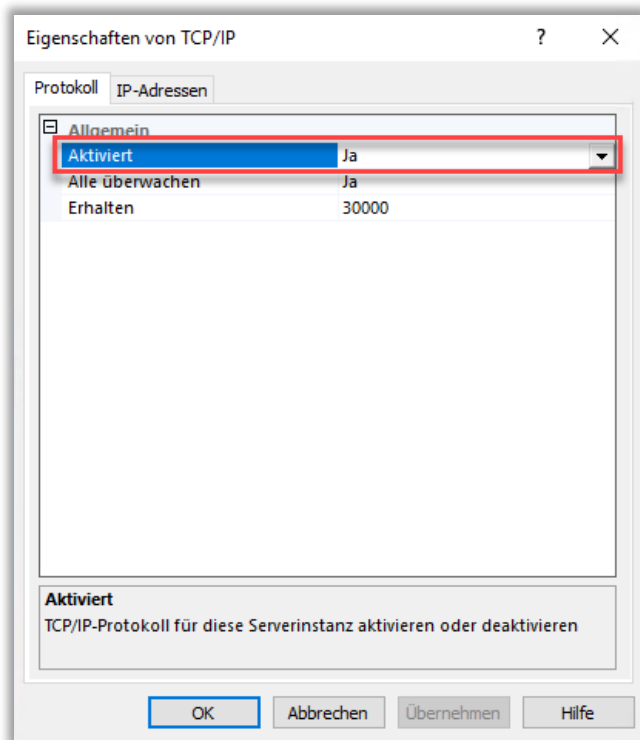 Eigenschaften von TCP/IP ?
Protokoll IP-Adressen
Allgemein
Aktiviert Ja
Alle überwachen Ja
Erhalten 30000
Aktiviert
TCP/IP-Protokoll für diese Serverinstanz aktivieren oder deaktivieren
OK Abbrechen Übernehmen Hilfe